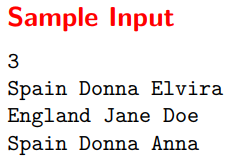 Sample Input
3
Spain Donna Elvira
England Jane Doe
Spain Donna Anna